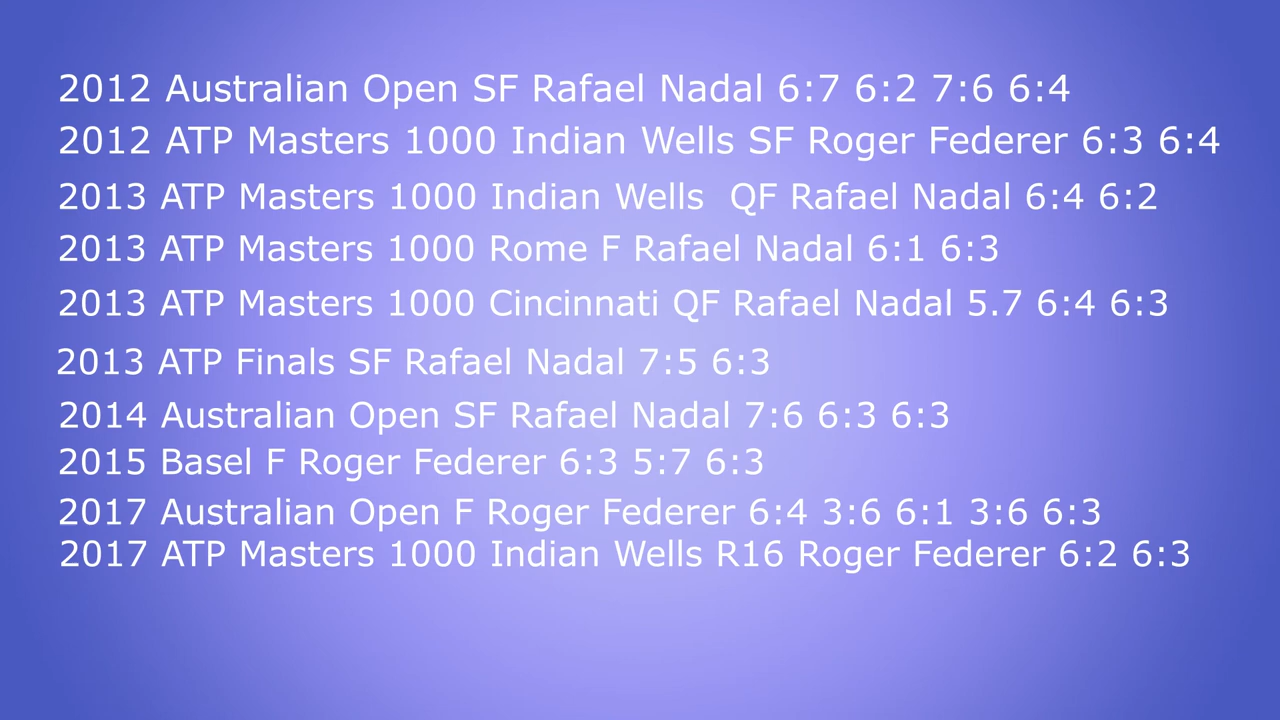 2012 Australian Open SF Rafael Nadal 6:7 6:2 7:6 6:4
2012 ATP Masters 1000 Indian Wells SF Roger Federer 6:3 6:4
2013 ATP Masters 1000 Indian Wells QF Rafael Nadal 6:4 6:2
2013 ATP Masters 1000 Rome F Rafael Nadal 6:1 6:3
2013 ATP Masters 1000 Cincinnati QF Rafael Nadal 5.7 6:4 6:3
2013 ATP Finals SF Rafael Nadal 7:5 6:3
2014 Australian Open SF Rafael Nadal 7:6 6:3 6:3
2015 Basel F Roger Federer 6:3 5:7 6:3
2017 Australian Open F Roger Federer 6:4 3:6 6:1 3:6 6:3
2017 ATP Masters 1000 Indian Wells R16 Roger Federer 6:2 6:3